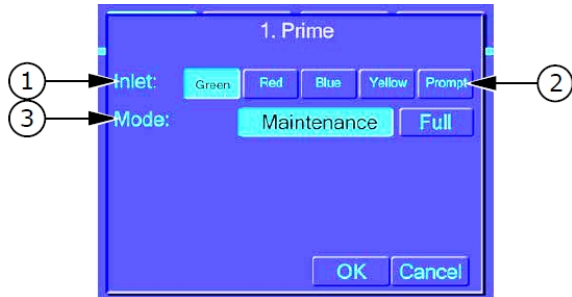 1. Prime
1 Inlet: Green Red Blue Yellow Prompt 2
3 Mode: Maintenance Full
OK Cancel